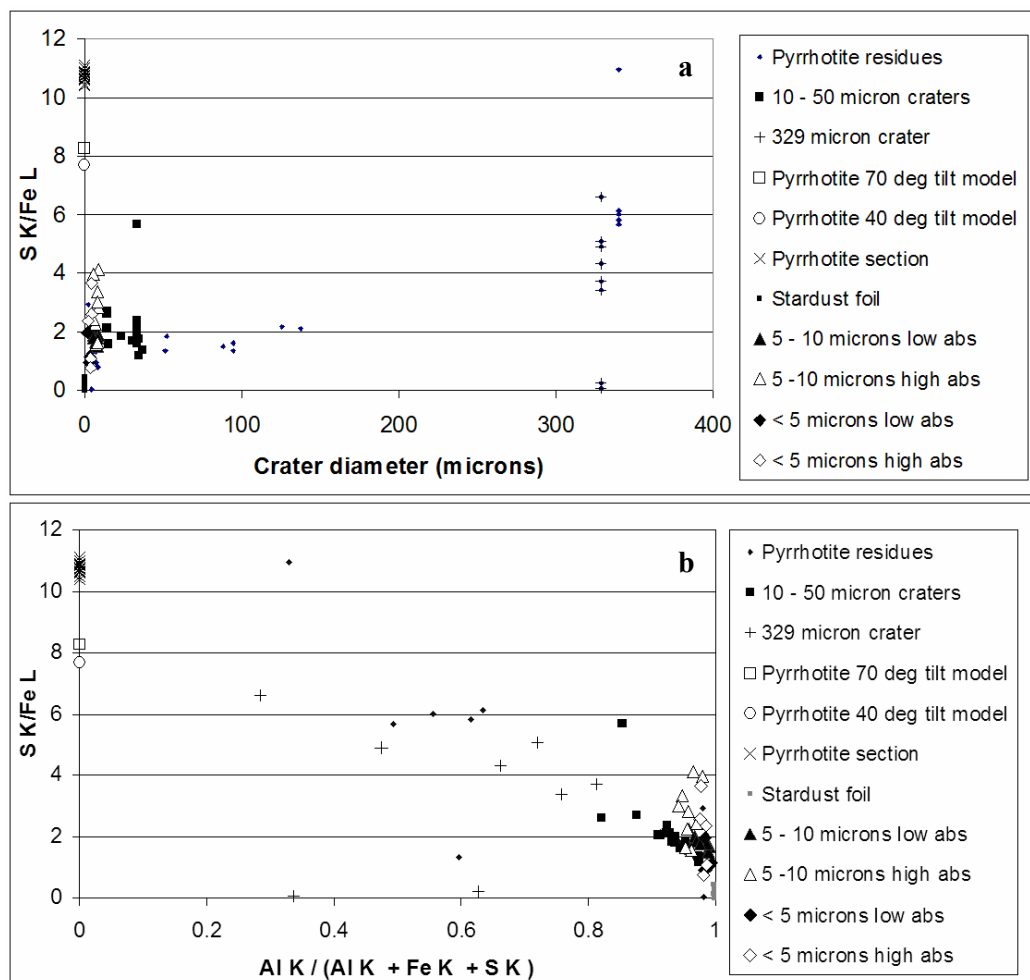 12
10
8
6
4
2
0
S K/Fe L
a
0 100 200 300 400
Crater diameter (microns)
Pyrrhotite residues
10 - 50 micron craters
329 micron crater
Pyrrhotite 70 deg tilt model
Pyrrhotite 40 deg tilt model
Pyrrhotite section
Stardust foil
5 - 10 microns low abs
5 -10 microns high abs
< 5 microns low abs
< 5 microns high abs
12
10
8
6
4
2
0
S K/Fe L
b
0 0.2 0.4 0.6 0.8 1
Al K / (Al K + Fe K + S K)
Pyrrhotite residues
10 - 50 micron craters
329 micron crater
Pyrrhotite 70 deg tilt model
Pyrrhotite 40 deg tilt model
Pyrrhotite section
Stardust foil
5 - 10 microns low abs
5 -10 microns high abs
< 5 microns low abs
< 5 microns high abs